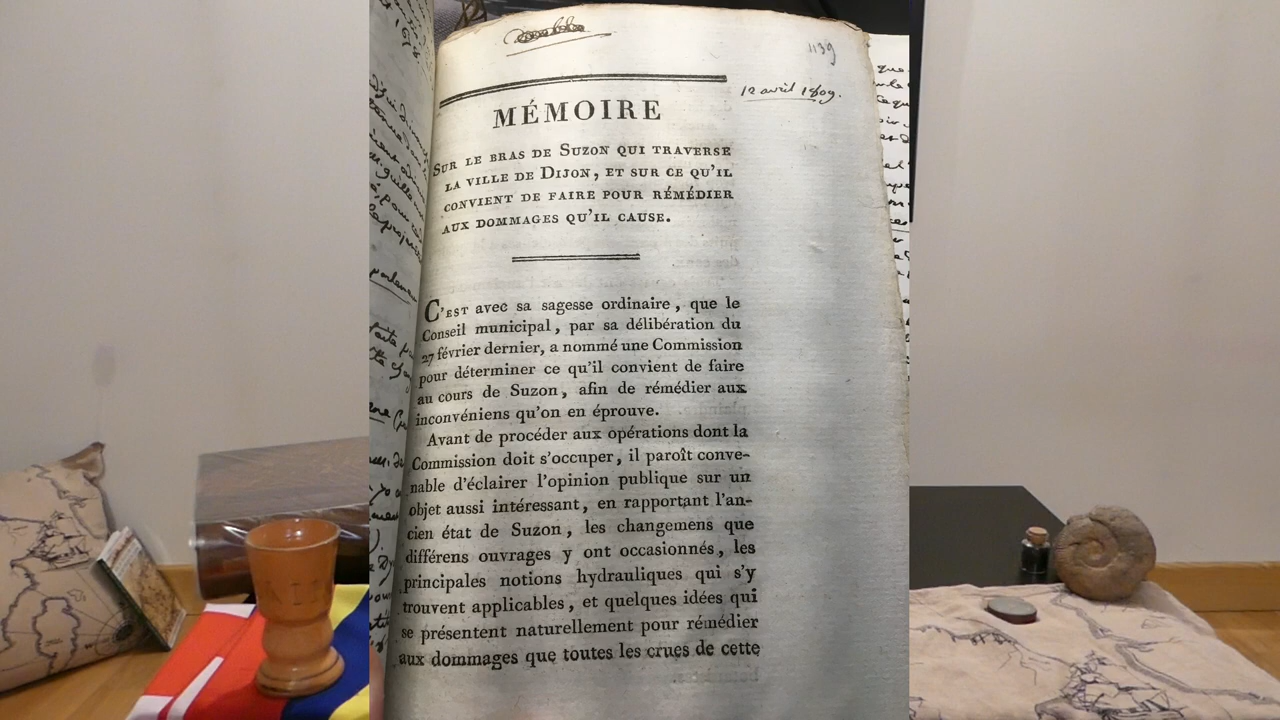 1139
12 avril 1809.
MÉMOIRE
SUR LE BRAS DE SUZON QUI TRAVERSE
LA VILLE DE DIJON, ET SUR CE QU'IL
CONVIENT DE FAIRE POUR RÉMÉDIER
AUX DOMMAGES QU'IL CAUSE.
C'EST avec sa sagesse ordinaire, que le
Conseil municipal, par sa délibération du
27 février dernier, a nommé une Commission
pour déterminer ce qu'il convient de faire
au cours de Suzon, afin de rémédier aux
inconvéniens qu'on en éprouve.
Avant de procéder aux opérations dont la
Commission doit s'occuper, il paroît conve-
nable d'éclairer l'opinion publique sur un
objet aussi intéressant, en rapportant l'an-
cien état de Suzon, les changemens que
différens ouvrages y ont occasionnés, les
principales notions hydrauliques qui s'y
trouvent applicables, et quelques idées qui
se présentent naturellement pour rémédier
aux dommages que toutes les crues de cette